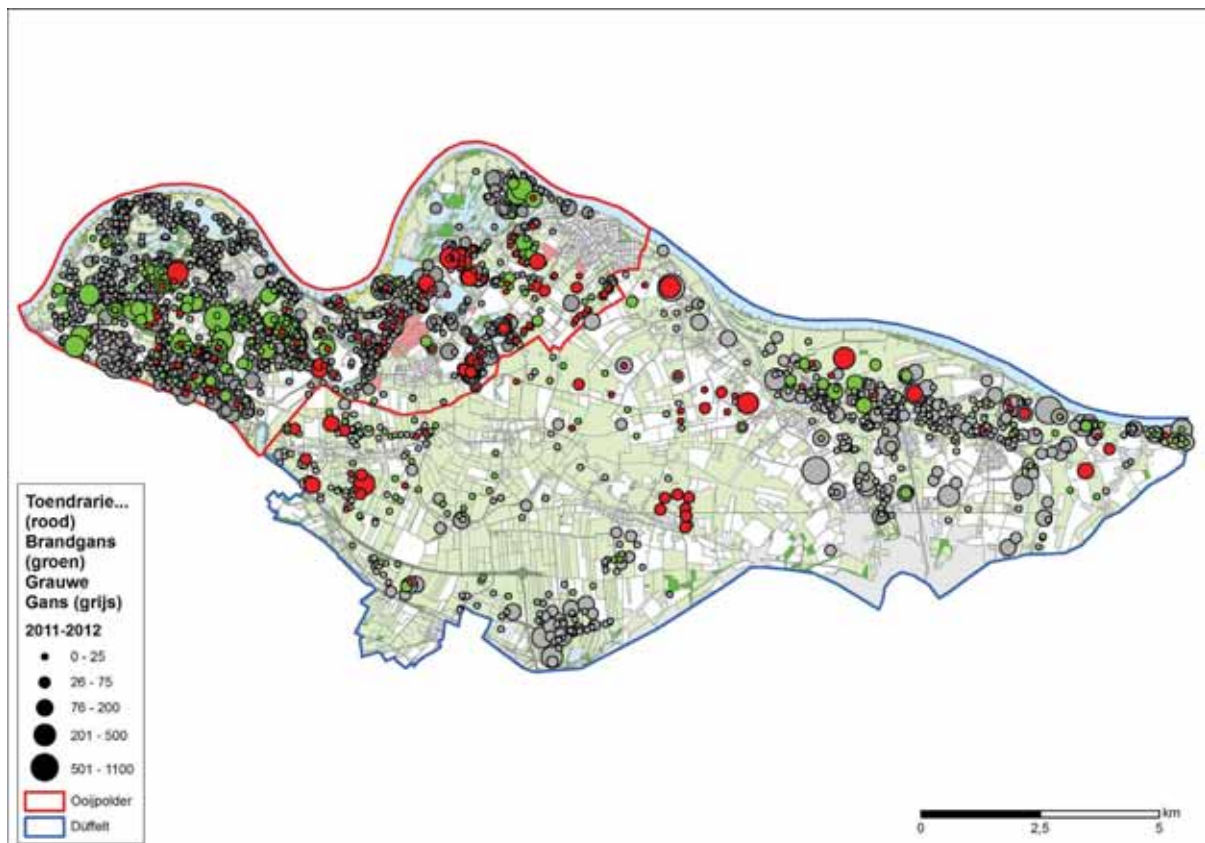 Toendrarie...
(rood)
Brandgans
(groen)
Grauwe
Gans (grijs)
2011-2012
0 - 25
26 - 75
76 - 200
201 - 500
501 - 1100
Ooijpolder
Düffelt
km
0 2,5 5